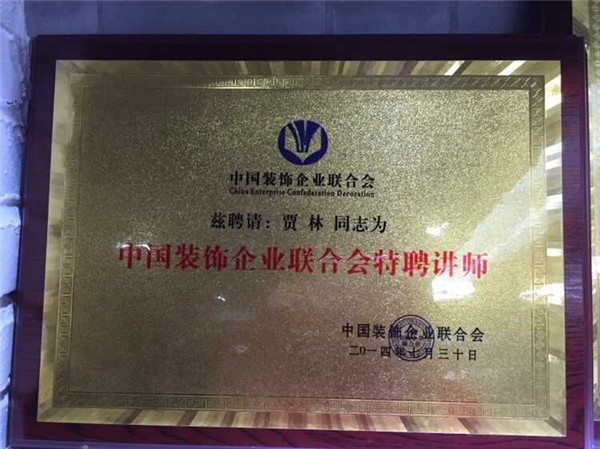 中国装饰企业联合会
China Enterprise Confederation Decoration
兹聘请：贾 林 同志为
中国装饰企业联合会特聘讲师
中国装饰企业联合会
二〇一四年七月三十日